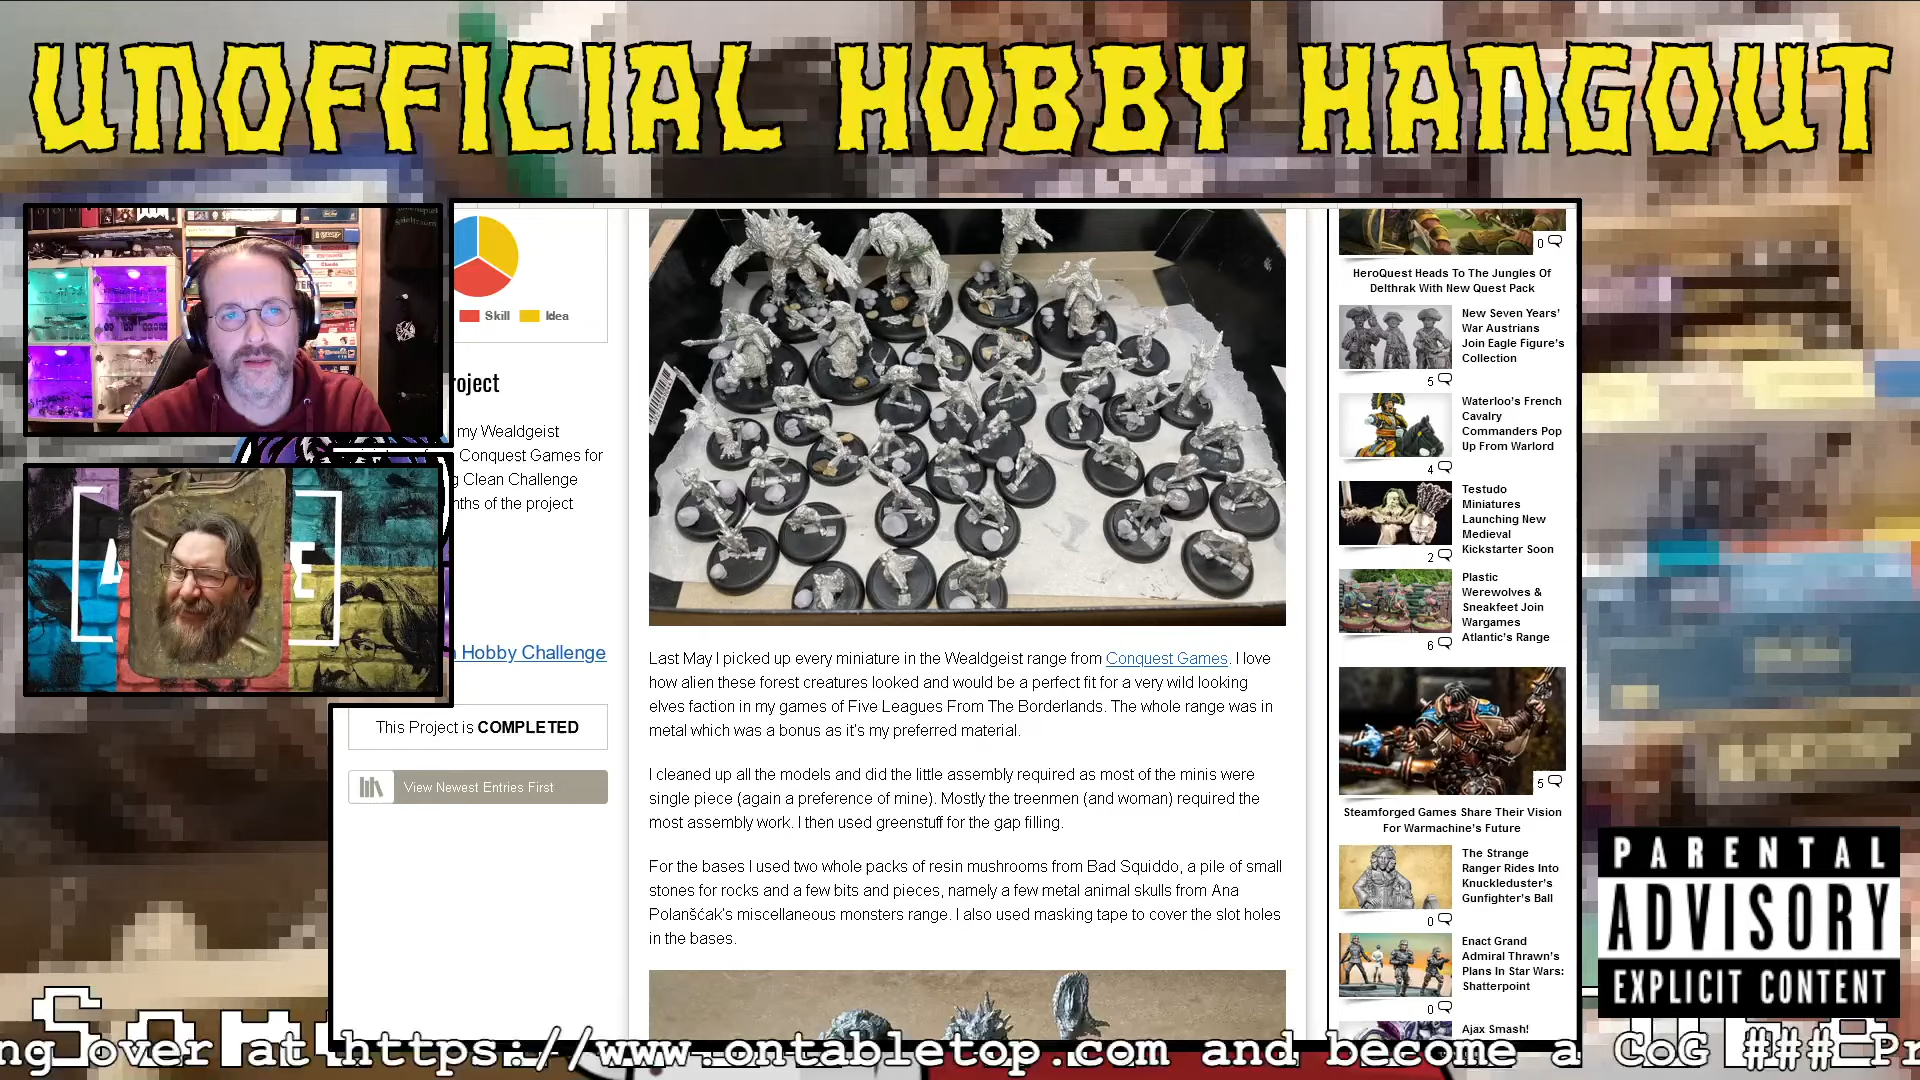 UNOFFICIAL HOBBY HANGOUT
Skill
Idea
roject
my Wealdgeist
Conquest Games for
g Clean Challenge
nths of the project
Hobby Challenge
This Project is COMPLETED
View Newest Entries First
Last May I picked up every miniature in the Wealdgeist range from Conquest Games. I love
how alien these forest creatures looked and would be a perfect fit for a very wild looking
elves faction in my games of Five Leagues From The Borderlands. The whole range was in
metal which was a bonus as it's my preferred material.
I cleaned up all the models and did the little assembly required as most of the minis were
single piece (again a preference of mine). Mostly the treenmen (and woman) required the
most assembly work. I then used greenstuff for the gap filling.
For the bases I used two whole packs of resin mushrooms from Bad Squiddo, a pile of small
stones for rocks and a few bits and pieces, namely a few metal animal skulls from Ana
Polanšćak's miscellaneous monsters range. I also used masking tape to cover the slot holes
in the bases.
0
HeroQuest Heads To The Jungles Of
Delthrak With New Quest Pack
New Seven Years'
War Austrians
Join Eagle Figure's
Collection
5
Waterloo's French
Cavalry
Commanders Pop
Up From Warlord
4
Testudo
Miniatures
Launching New
Medieval
Kickstarter Soon
2
Plastic
Werewolves &
Sneakfeet Join
Wargames
Atlantic's Range
6
5
Steamforged Games Share Their Vision
For Warmachine's Future
The Strange
Ranger Rides Into
Knuckleduster's
Gunfighter's Ball
0
Enact Grand
Admiral Thrawn's
Plans In Star Wars:
Shatterpoint
0
Ajax Smash!
PARENTAL
ADVISORY
EXPLICIT CONTENT
ng over at https://www.ontabletop.com and become a CoG ### Pr